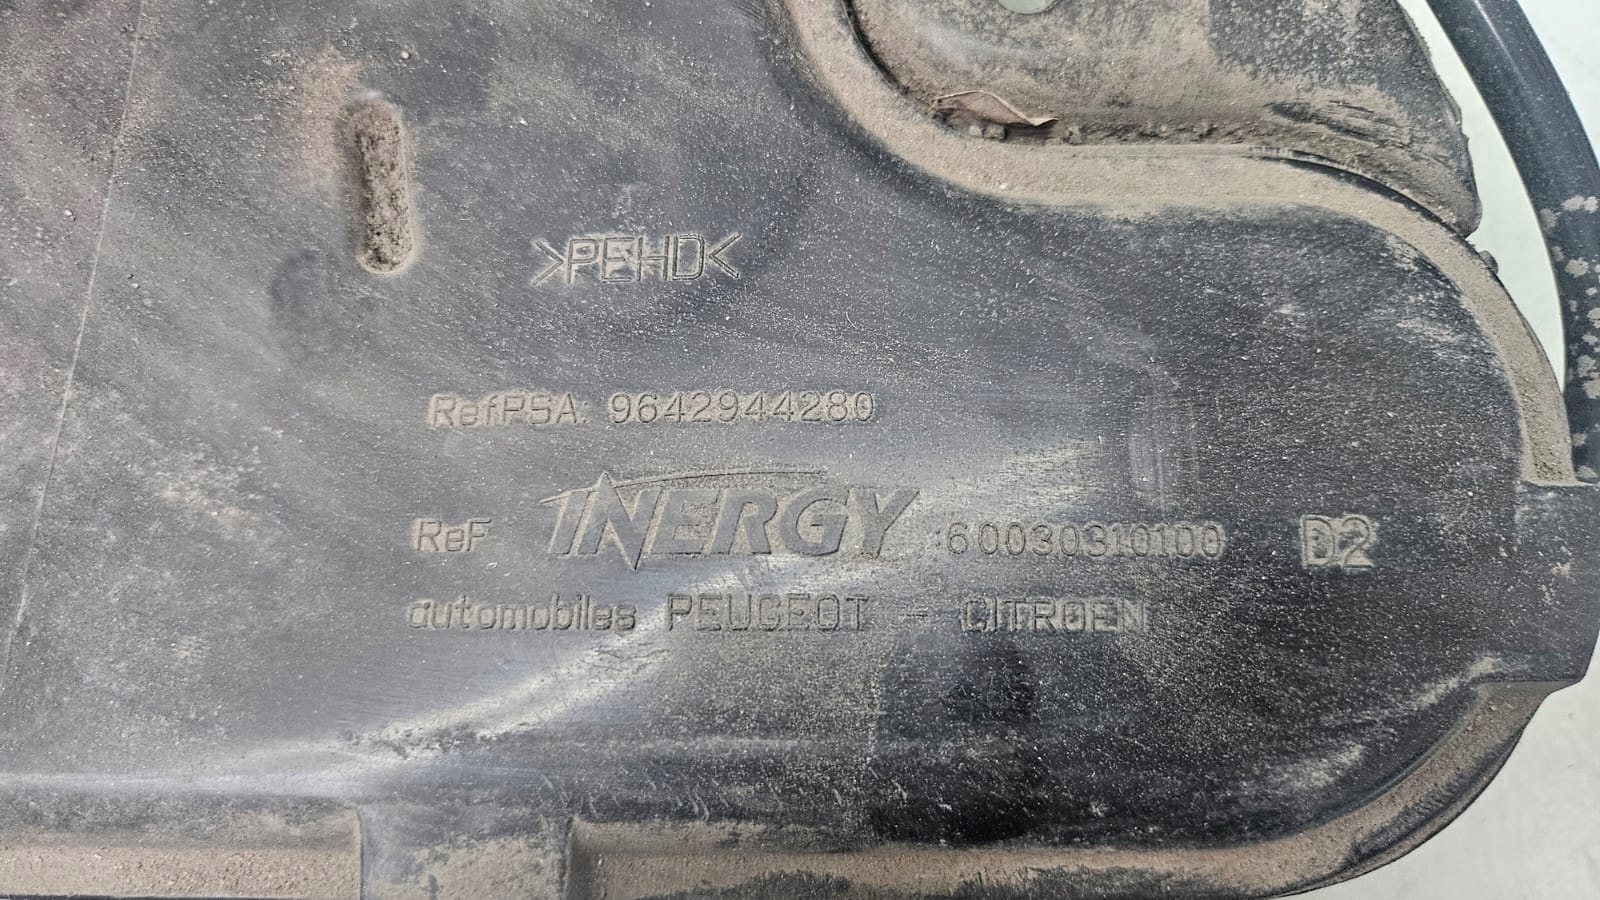 >PEHD<
RefPSA: 9642944280
ReF INERGY :60030310100 D2
automobiles PEUGEOT - CITROEN